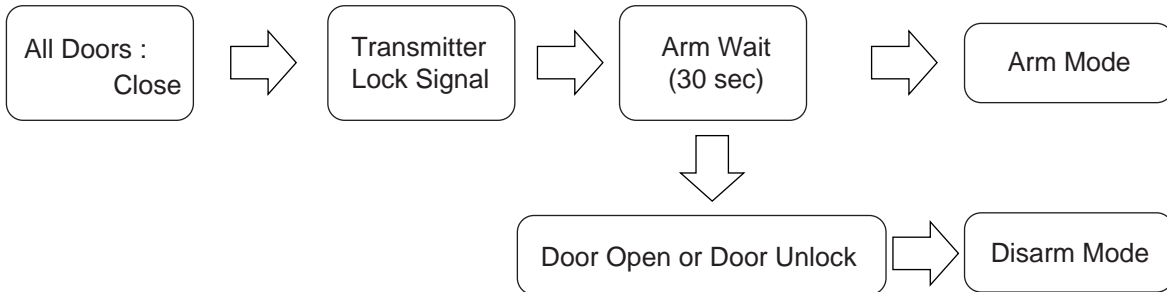 All Doors :
Close
Transmitter
Lock Signal
Arm Wait
(30 sec)
Arm Mode
Door Open or Door Unlock
Disarm Mode